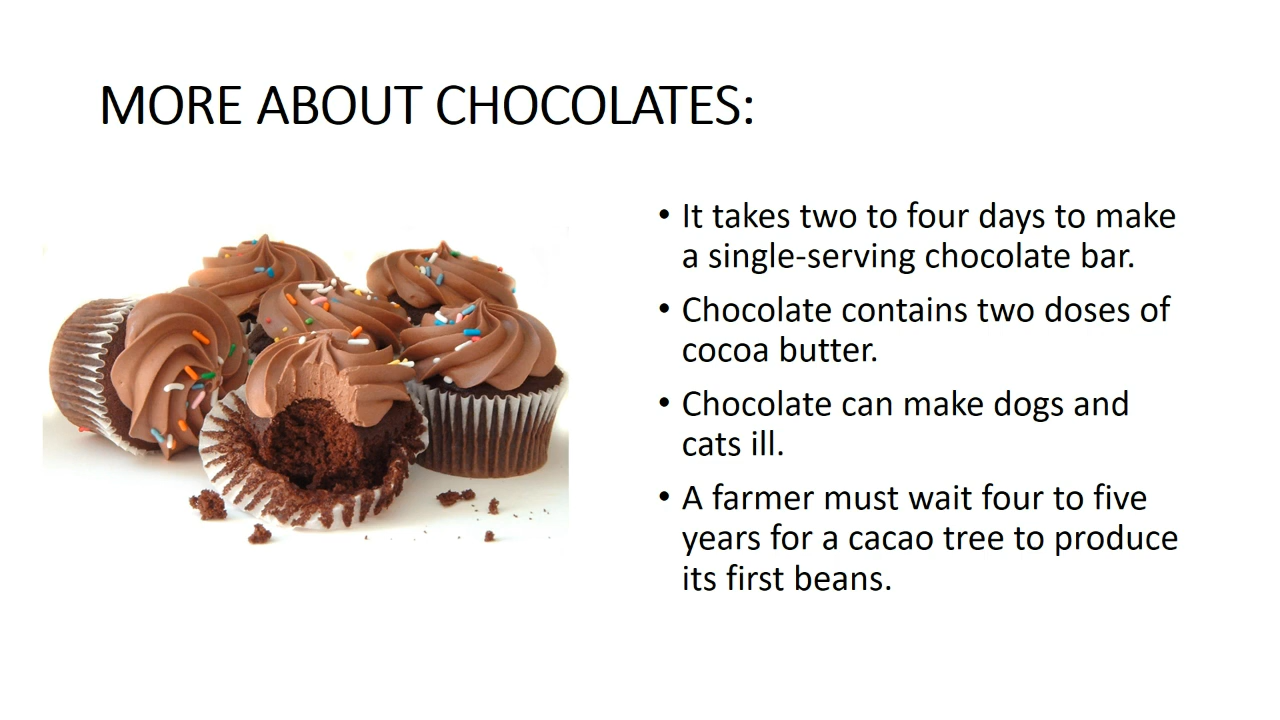 MORE ABOUT CHOCOLATES:
• It takes two to four days to make
a single-serving chocolate bar.
• Chocolate contains two doses of
cocoa butter.
• Chocolate can make dogs and
cats ill.
• A farmer must wait four to five
years for a cacao tree to produce
its first beans.